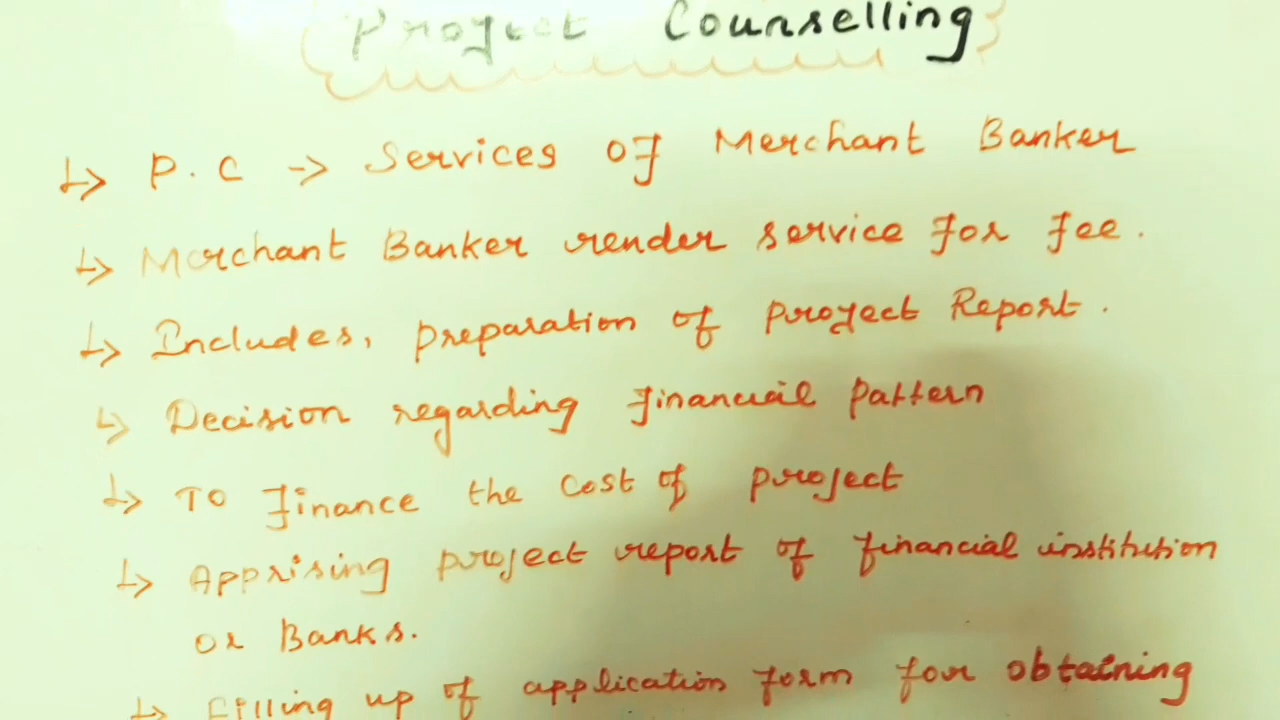 Project Counselling
↳ P.C → Services of Merchant Banker
↳ Merchant Banker render service for fee.
↳ Includes, preparation of project Report.
↳ Decision regarding financial pattern
↳ To finance the cost of project
↳ Apprising project report of financial institution
or Banks.
↳ filling up of application form for obtaining